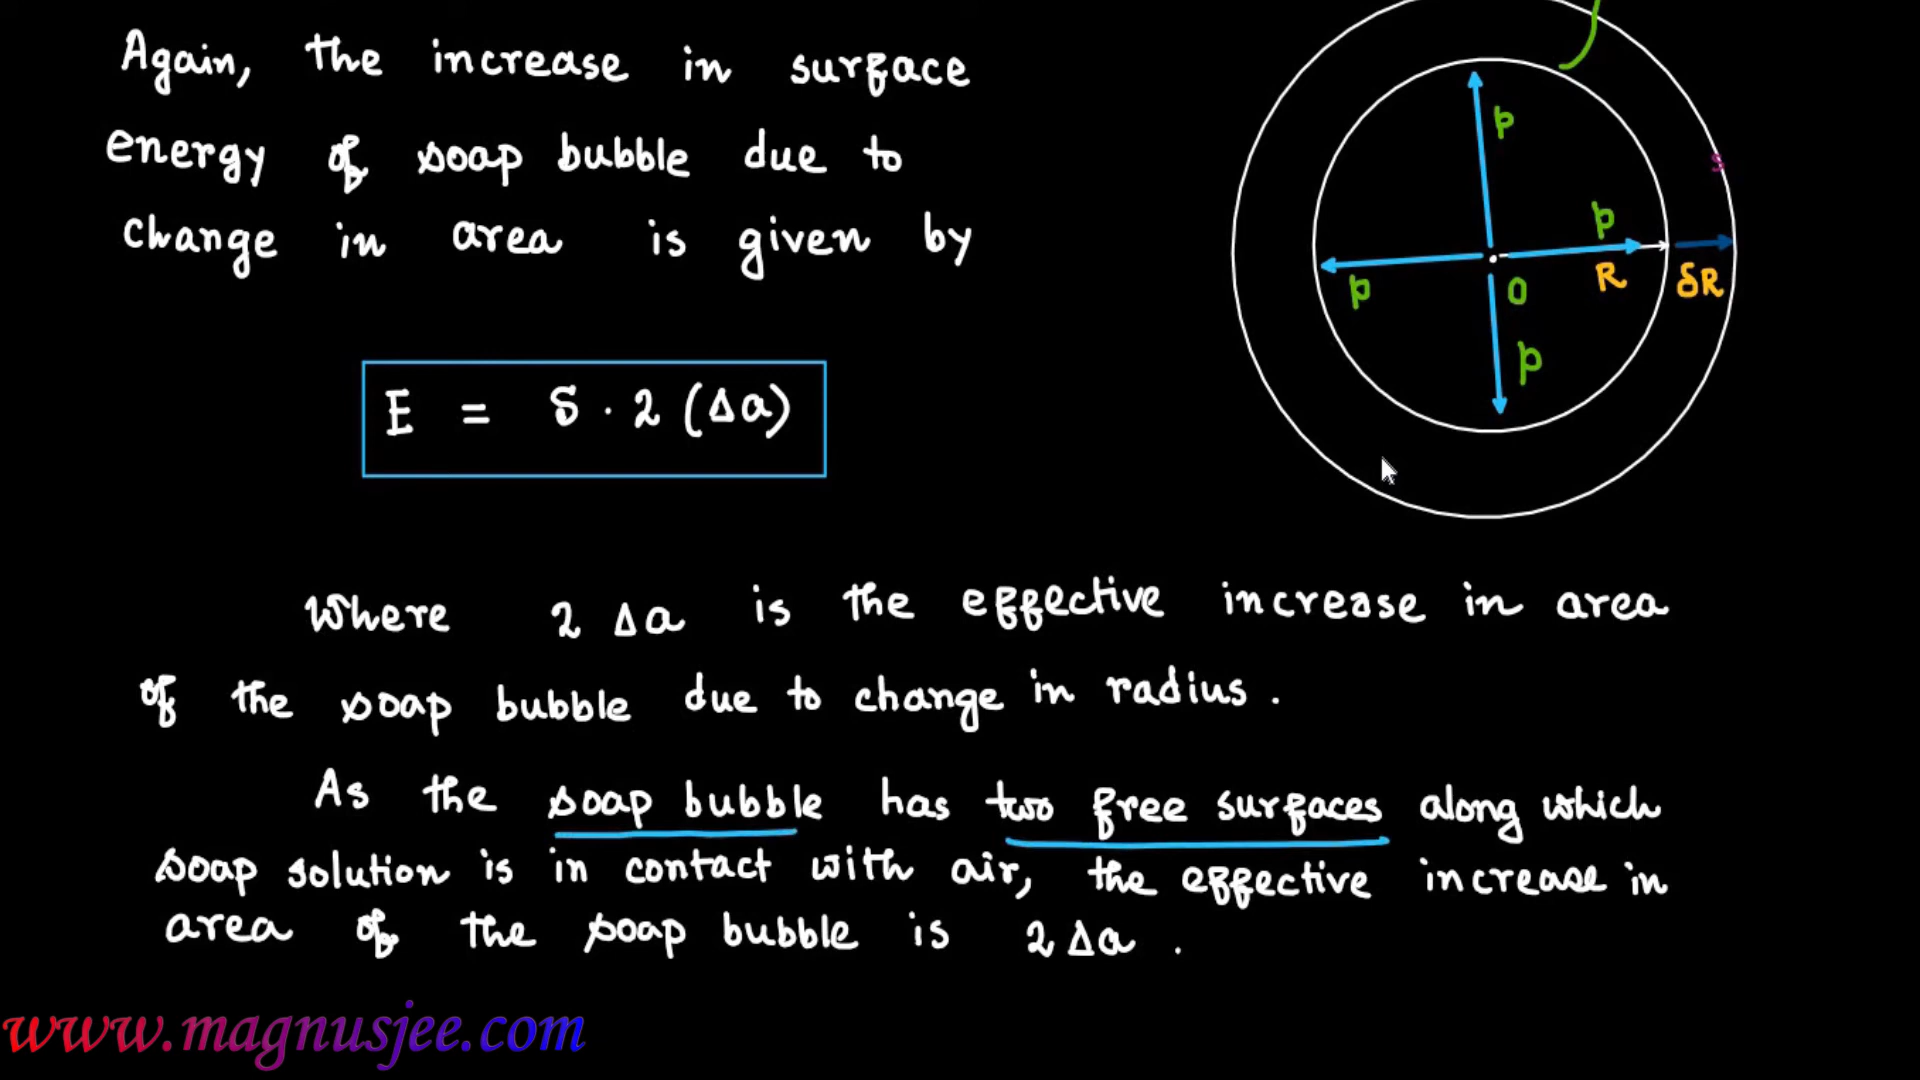 Again, the increase in surface
energy of soap bubble due to
change in area is given by
p
s
p
p
R
δR
O
p
E = S · 2 (Δa)
Where 2 Δa is the effective increase in area
of the soap bubble due to change in radius.
As the soap bubble has two free surfaces along which
soap solution is in contact with air, the effective increase in
area of the soap bubble is 2Δa .
www.magnusjee.com